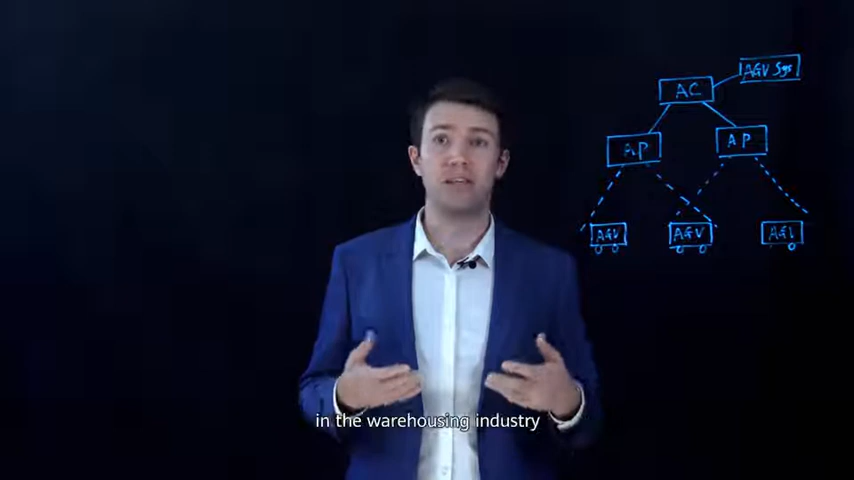 AGV Sys
AC
AP AP
AGV AGV AGV
in the warehousing industry